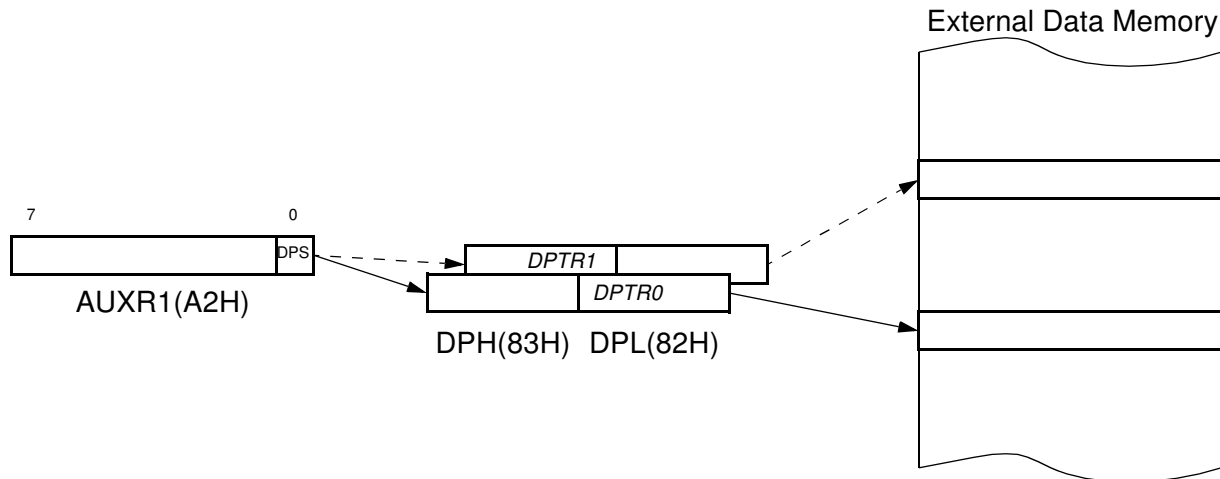 External Data Memory
7 0
DPS
AUXR1(A2H)
DPTR1
DPTR0
DPH(83H) DPL(82H)